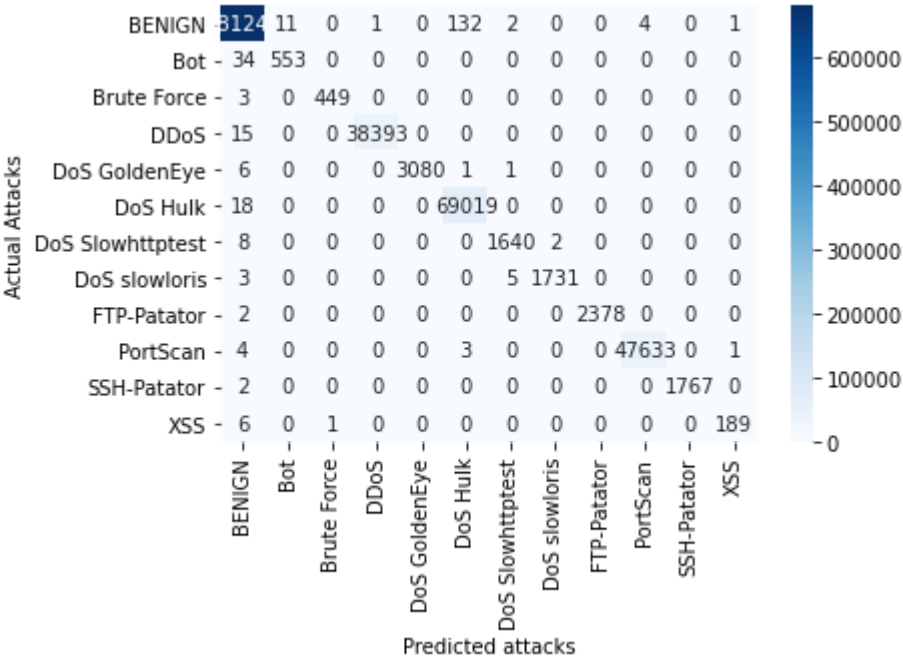 Actual Attacks
BENIGN 11 0 1 0 132 2 0 0 4 0 1
Bot 34 553 0 0 0 0 0 0 0 0 0 0
Brute Force 3 0 449 0 0 0 0 0 0 0 0 0
DDoS 15 0 0 38393 0 0 0 0 0 0 0 0
DoS GoldenEye 6 0 0 0 3080 1 1 0 0 0 0 0
DoS Hulk 18 0 0 0 0 69019 0 0 0 0 0 0
DoS Slowhttptest 8 0 0 0 0 0 1640 2 0 0 0 0
DoS slowloris 3 0 0 0 0 0 5 1731 0 0 0 0
FTP-Patator 2 0 0 0 0 0 0 0 2378 0 0 0
PortScan 4 0 0 0 0 3 0 0 0 47633 0 1
SSH-Patator 2 0 0 0 0 0 0 0 0 0 1767 0
XSS 6 0 1 0 0 0 0 0 0 0 0 189
BENIGN
Bot
Brute Force
DDoS
DoS GoldenEye
DoS Hulk
DoS Slowhttptest
DoS slowloris
FTP-Patator
PortScan
SSH-Patator
XSS
Predicted attacks
600000
500000
400000
300000
200000
100000
0